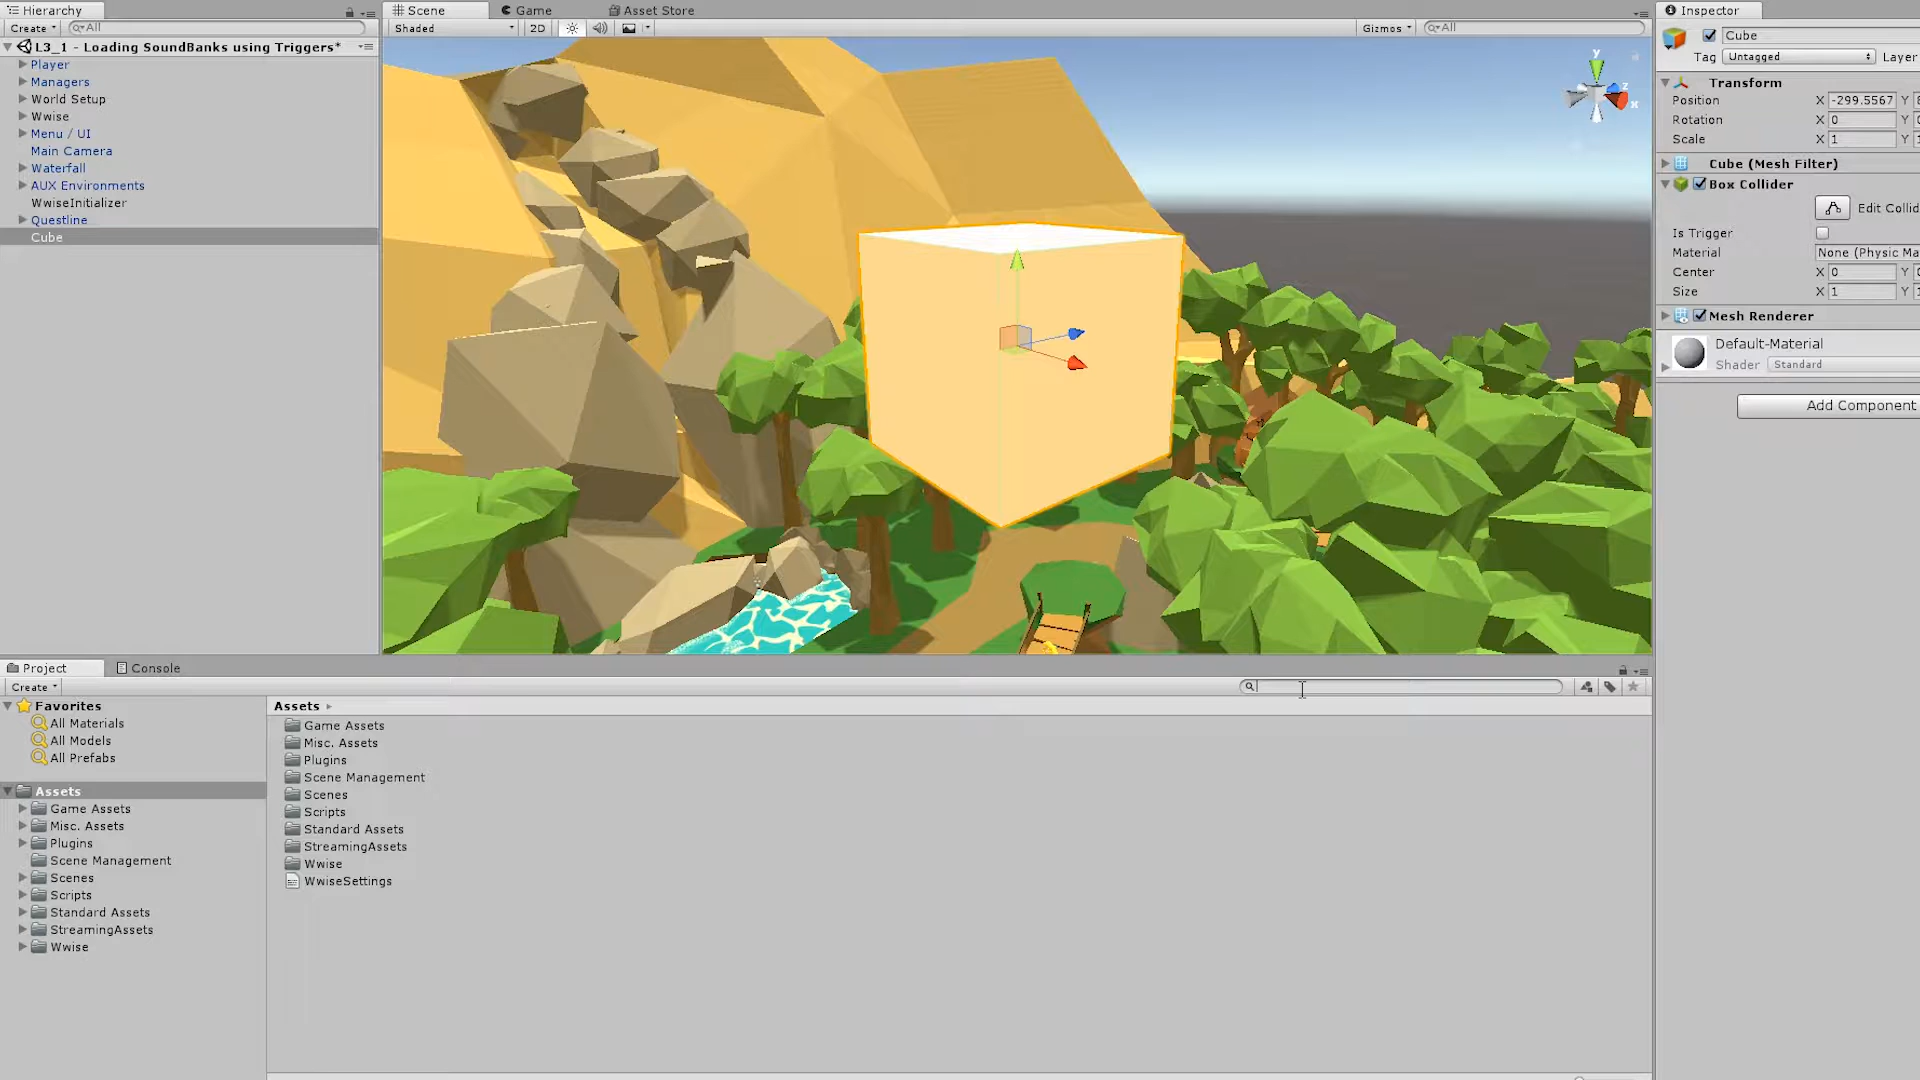 Hierarchy
Create
All
L3_1 - Loading SoundBanks using Triggers*
Player
Managers
World Setup
Wwise
Menu / UI
Main Camera
Waterfall
AUX Environments
WwiseInitializer
Questline
Cube
Scene
Game
Asset Store
Shaded
2D
Gizmos
All
y
z
x
Inspector
Cube
Tag Untagged Layer
Transform
Position X -299.5567 Y
Rotation X 0 Y
Scale X 1 Y
Cube (Mesh Filter)
Box Collider
Edit Collid
Is Trigger
Material None (Physic Ma
Center X 0 Y
Size X 1 Y
Mesh Renderer
Default-Material
Shader Standard
Add Component
Project
Console
Create
Favorites
All Materials
All Models
All Prefabs
Assets
Game Assets
Misc. Assets
Plugins
Scene Management
Scenes
Scripts
Standard Assets
StreamingAssets
Wwise
Assets
Game Assets
Misc. Assets
Plugins
Scene Management
Scenes
Scripts
Standard Assets
StreamingAssets
Wwise
WwiseSettings